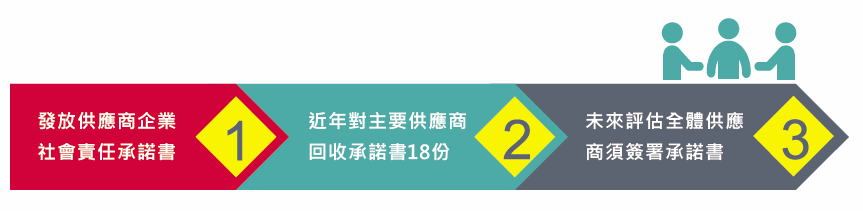 發放供應商企業
社會責任承諾書
1
近年對主要供應商
回收承諾書18份
2
未來評估全體供應
商須簽署承諾書
3